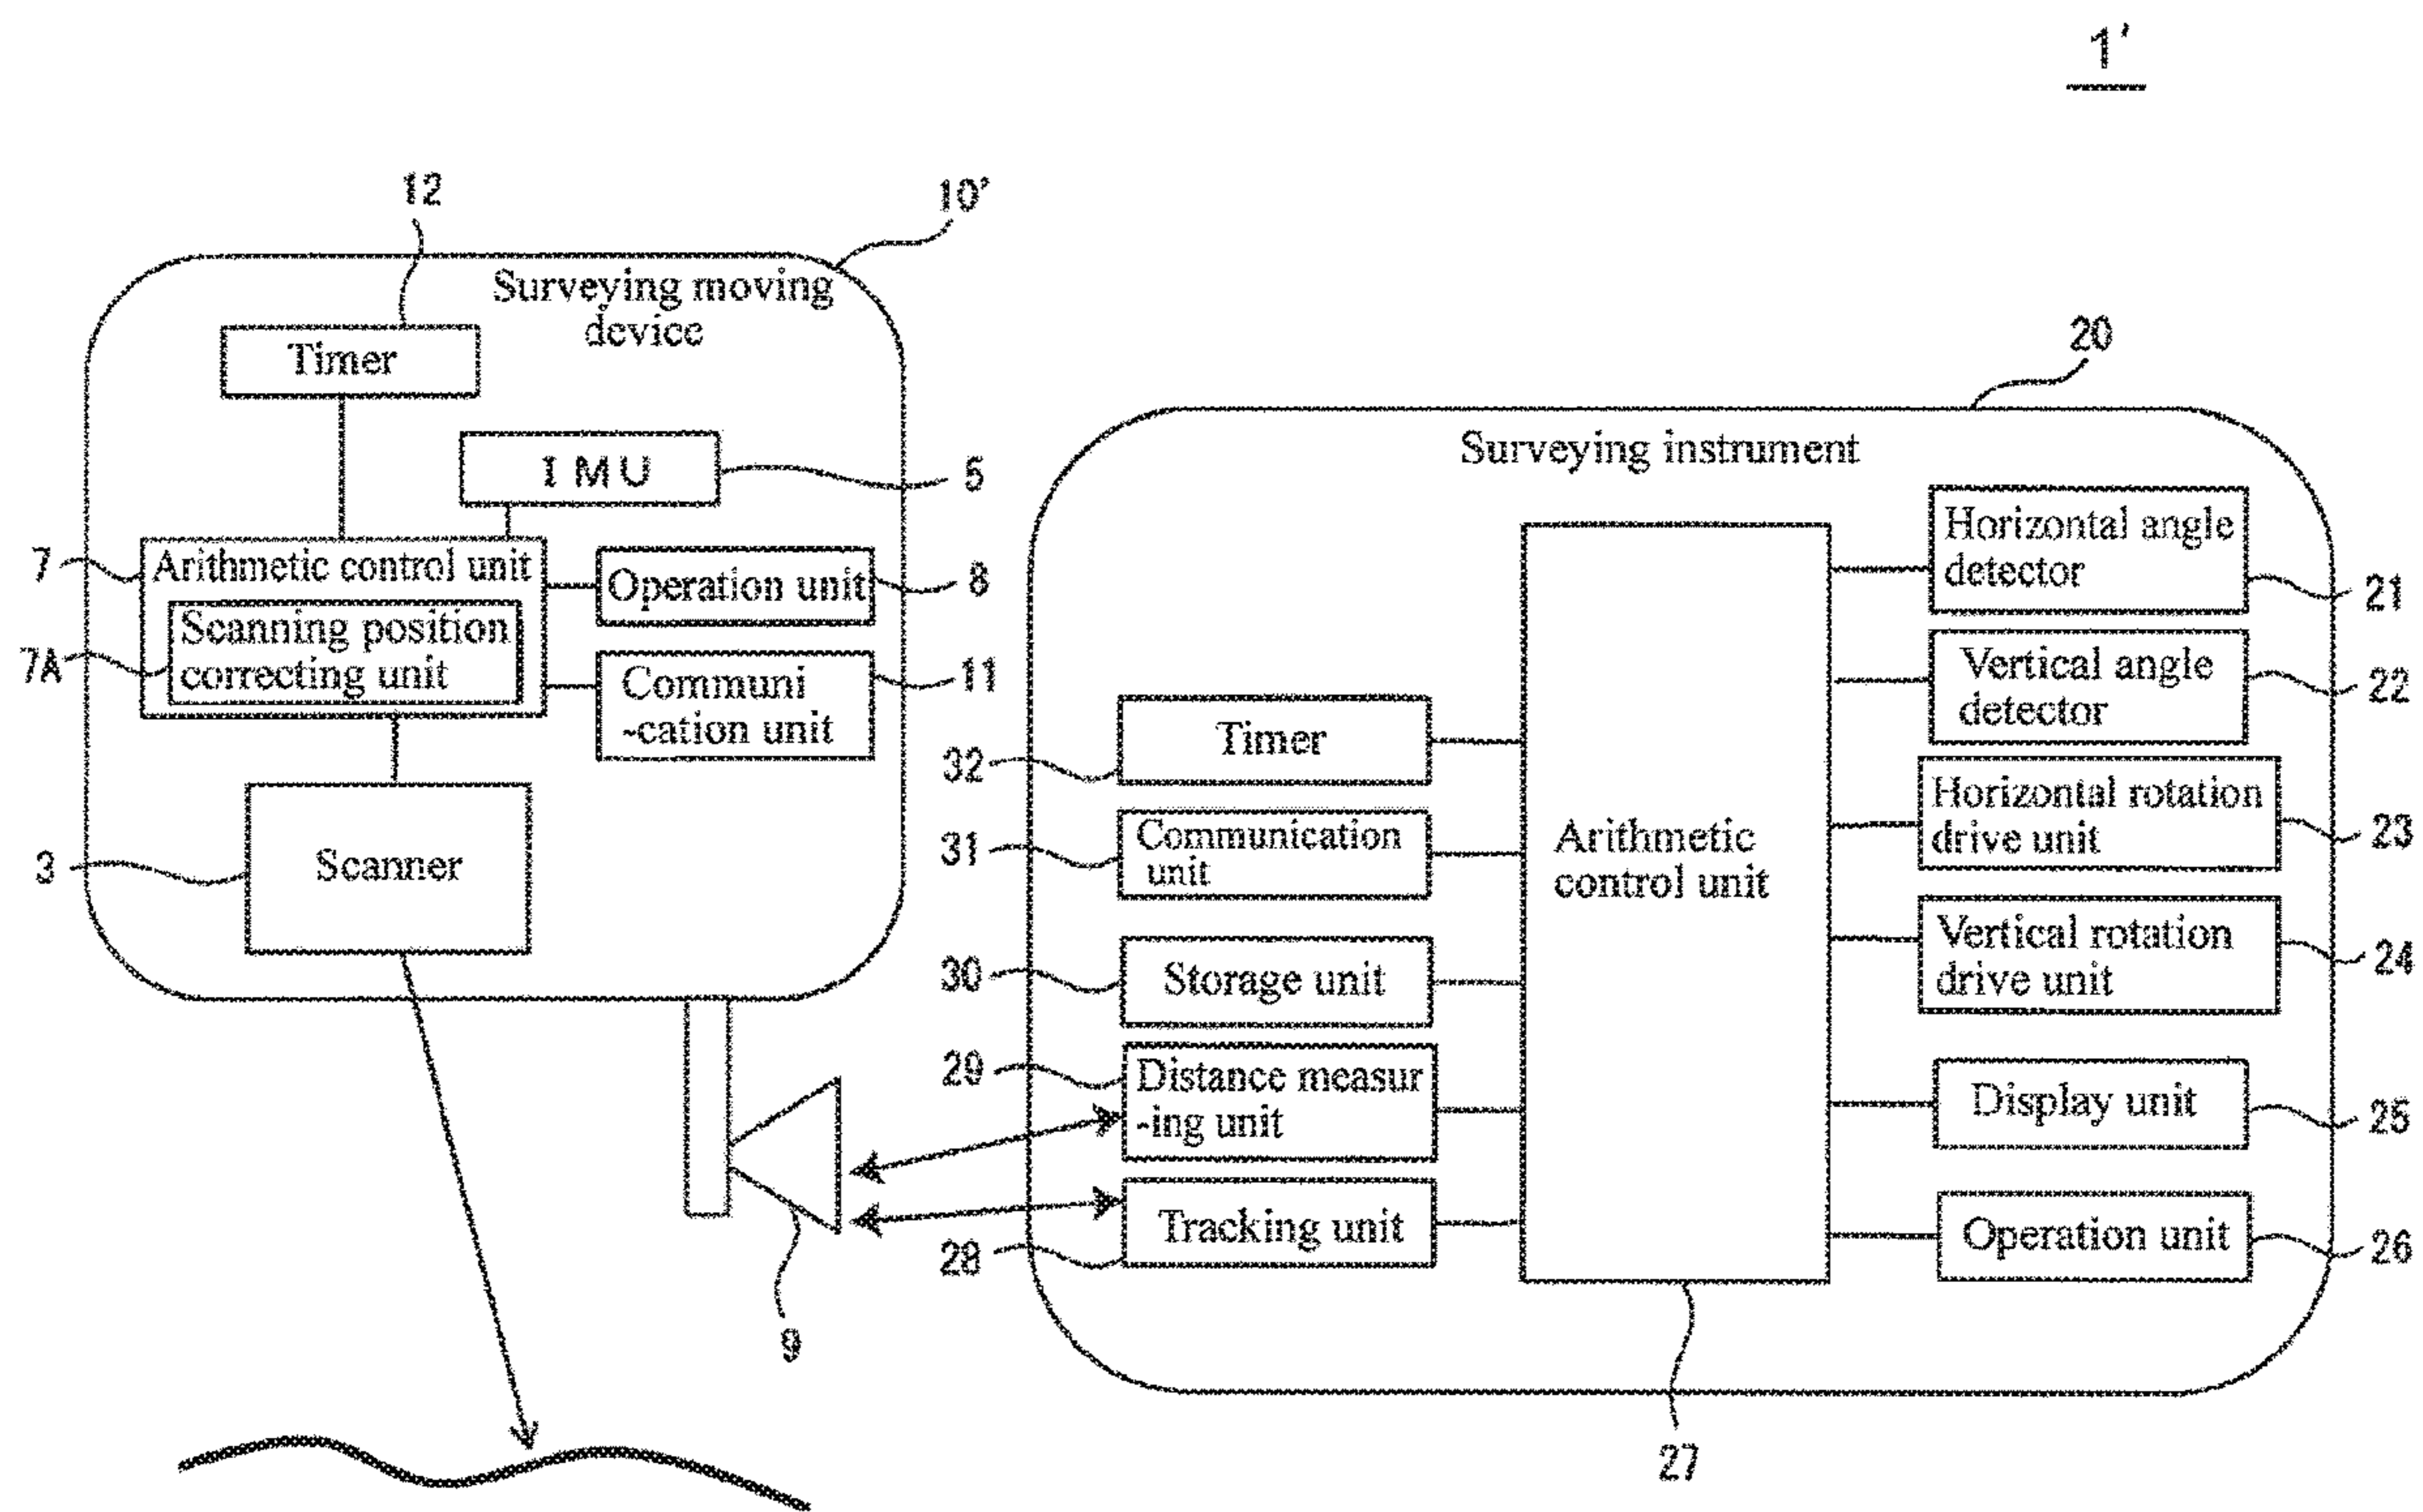 1'
12
10'
Surveying moving
device
Timer
I M U
5
7
Arithmetic control unit
Operation unit
8
7A
Scanning position
correcting unit
Communi
-cation unit
11
3
Scanner
9
20
Surveying instrument
Horizontal angle
detector
21
Vertical angle
detector
22
Horizontal rotation
drive unit
23
Vertical rotation
drive unit
24
Display unit
25
Operation unit
26
Arithmetic
control unit
27
32
Timer
31
Communication
unit
30
Storage unit
29
Distance measur
-ing unit
28
Tracking unit